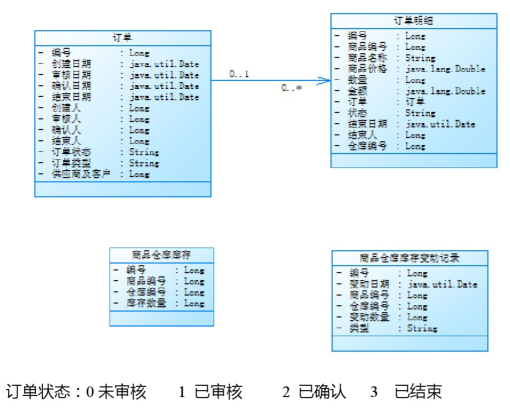 订单
- 编号 : Long
- 创建日期 : java.util.Date
- 审核日期 : java.util.Date
- 确认日期 : java.util.Date
- 结束日期 : java.util.Date
- 创建人 : Long
- 审核人 : Long
- 确认人 : Long
- 结束人 : Long
- 订单状态 : String
- 订单类型 : String
- 供应商及客户 : Long
0..1
0..*
订单明细
- 编号 : Long
- 商品编号 : Long
- 商品名称 : String
- 商品价格 : java.lang.Double
- 数量 : Long
- 金额 : java.lang.Double
- 订单 : 订单
- 状态 : String
- 结束日期 : java.util.Date
- 结束人 : Long
- 仓库编号 : Long
商品仓库库存
- 编号 : Long
- 商品编号 : Long
- 仓库编号 : Long
- 库存数量 : Long
商品仓库库存变动记录
- 编号 : Long
- 变动日期 : java.util.Date
- 商品编号 : Long
- 仓库编号 : Long
- 变动数量 : Long
- 类型 : String
订单状态：0 未审核 1 已审核 2 已确认 3 已结束